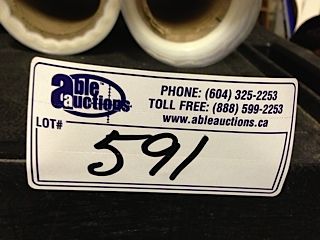 able auctions
PHONE: (604) 325-2253
TOLL FREE: (888) 599-2253
www.ableauctions.ca
LOT# 591